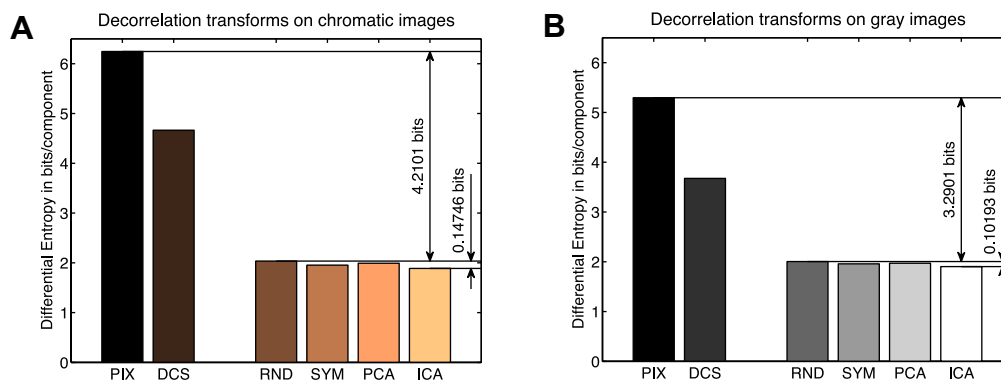 A
Decorrelation transforms on chromatic images
Differential Entropy in bits/component
6
5
4
3
2
1
0
4.2101 bits
0.14746 bits
PIX DCS RND SYM PCA ICA
B
Decorrelation transforms on gray images
Differential Entropy in bits/component
6
5
4
3
2
1
0
3.2901 bits
0.10193 bits
PIX DCS RND SYM PCA ICA